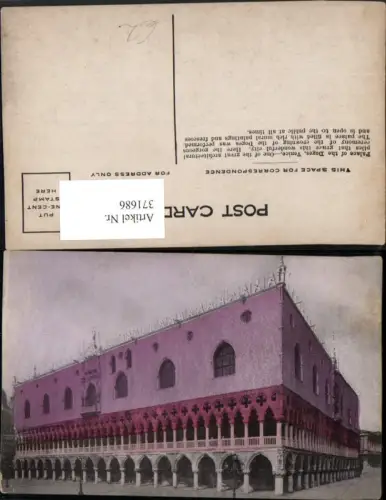 POST CARD
THIS SPACE FOR CORRESPONDENCE
FOR ADDRESS ONLY
PUT
ONE-CENT
STAMP
HERE
Palace of the Doges, Venice.—One of the great architectural
piles that grace this wonderful city. Here the gorgeous
ceremony of the crowning of the Doges was performed.
The palace is filled with rich mural paintings and frescoes
and is open to the public at all times.
Artikel Nr.
371686